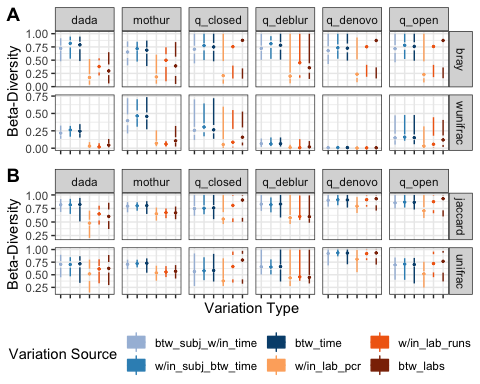 A
dada mothur q_closed q_deblur q_denovo q_open
Beta-Diversity
1.00
0.75
0.50
0.25
0.00
bray
0.75
0.50
0.25
0.00
wunifrac
B
dada mothur q_closed q_deblur q_denovo q_open
Beta-Diversity
1.00
0.75
0.50
0.25
jaccard
1.00
0.75
0.50
0.25
unifrac
Variation Type
Variation Source
btw_subj_w/in_time btw_time w/in_lab_runs
w/in_subj_btw_time w/in_lab_pcr btw_labs